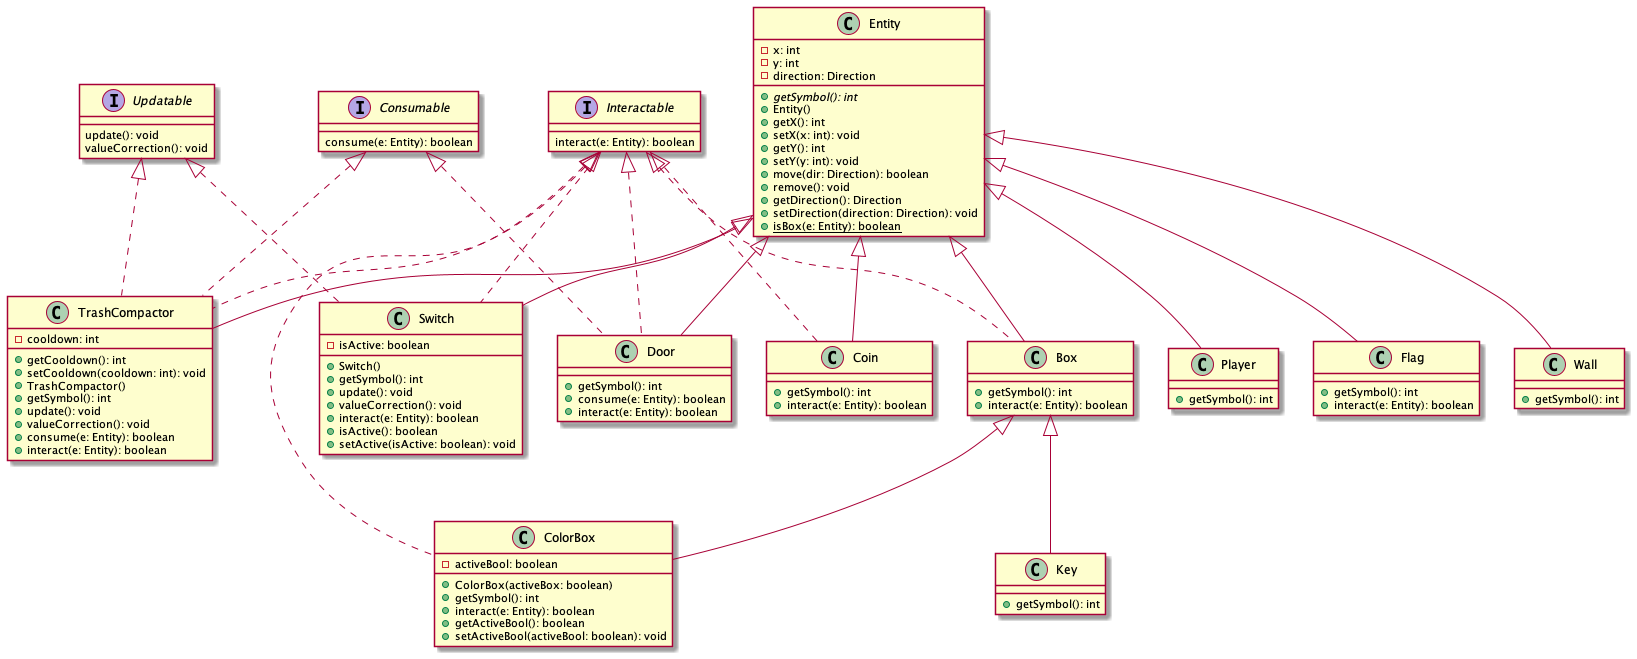 C Entity
x: int
y: int
direction: Direction
getSymbol(): int
Entity()
getX(): int
setX(x: int): void
getY(): int
setY(y: int): void
move(dir: Direction): boolean
remove(): void
getDirection(): Direction
setDirection(direction: Direction): void
isBox(e: Entity): boolean
I Updatable
update(): void
valueCorrection(): void
I Consumable
consume(e: Entity): boolean
I Interactable
interact(e: Entity): boolean
C TrashCompactor
cooldown: int
getCooldown(): int
setCooldown(cooldown: int): void
TrashCompactor()
getSymbol(): int
update(): void
valueCorrection(): void
consume(e: Entity): boolean
interact(e: Entity): boolean
C Switch
isActive: boolean
Switch()
getSymbol(): int
update(): void
valueCorrection(): void
interact(e: Entity): boolean
isActive(): boolean
setActive(isActive: boolean): void
C Door
getSymbol(): int
consume(e: Entity): boolean
interact(e: Entity): boolean
C Coin
getSymbol(): int
interact(e: Entity): boolean
C Box
getSymbol(): int
interact(e: Entity): boolean
C Player
getSymbol(): int
C Flag
getSymbol(): int
interact(e: Entity): boolean
C Wall
getSymbol(): int
C ColorBox
activeBool: boolean
ColorBox(activeBox: boolean)
getSymbol(): int
interact(e: Entity): boolean
getActiveBool(): boolean
setActiveBool(activeBool: boolean): void
C Key
getSymbol(): int